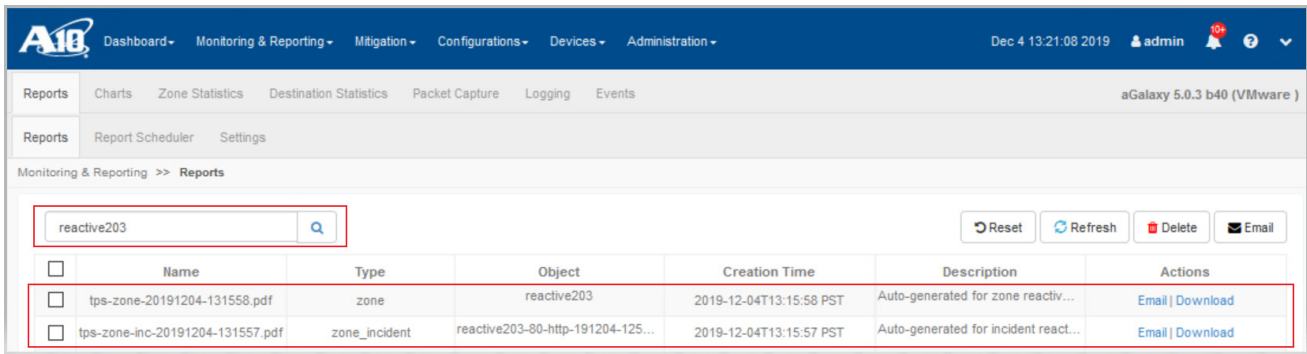 A10 Dashboard Monitoring & Reporting Mitigation Configurations Devices Administration Dec 4 13:21:08 2019 admin 10+ ?
Reports Charts Zone Statistics Destination Statistics Packet Capture Logging Events aGalaxy 5.0.3 b40 (VMware )
Reports Report Scheduler Settings
Monitoring & Reporting >> Reports
reactive203 Reset Refresh Delete Email
Name Type Object Creation Time Description Actions
tps-zone-20191204-131558.pdf zone reactive203 2019-12-04T13:15:58 PST Auto-generated for zone reactiv... Email | Download
tps-zone-inc-20191204-131557.pdf zone_incident reactive203-80-http-191204-125... 2019-12-04T13:15:57 PST Auto-generated for incident react... Email | Download